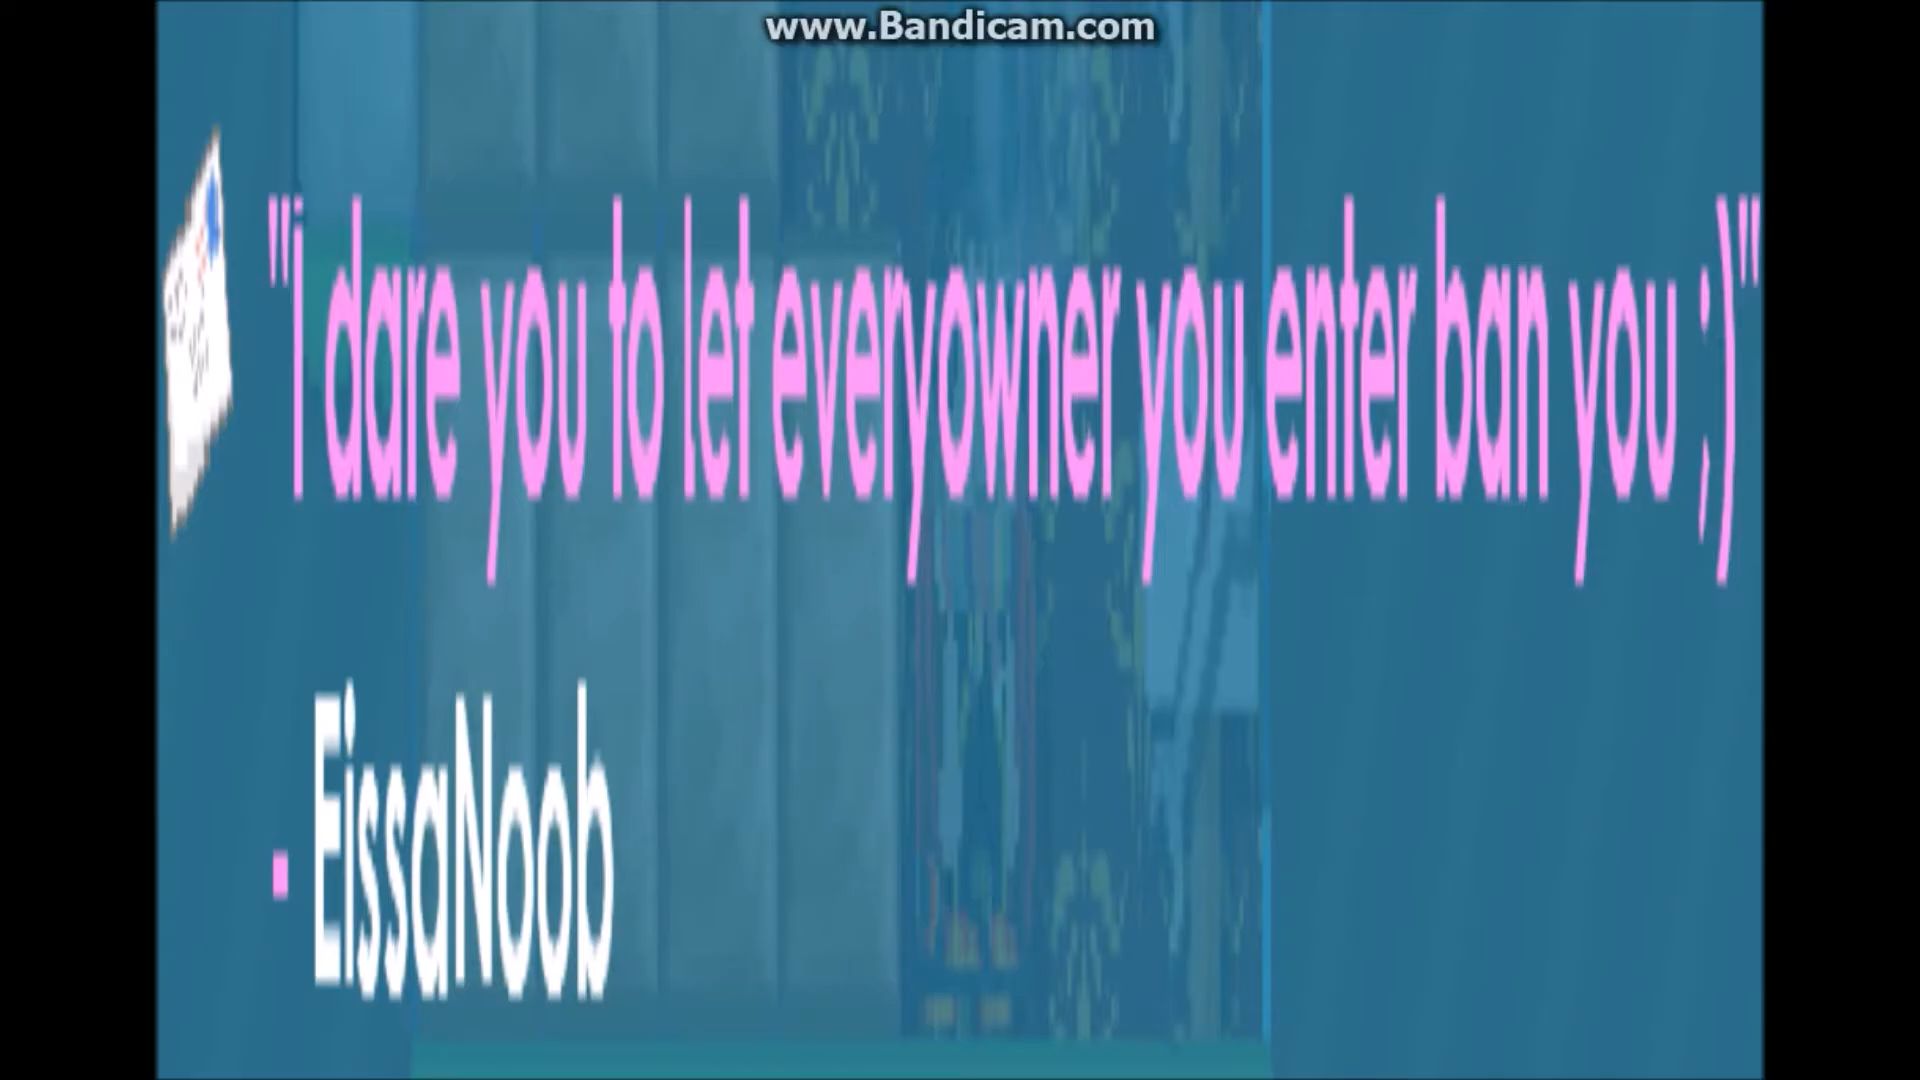 www.Bandicam.com
"i dare you to let everyowner you enter ban you ;)"
- EissaNoob